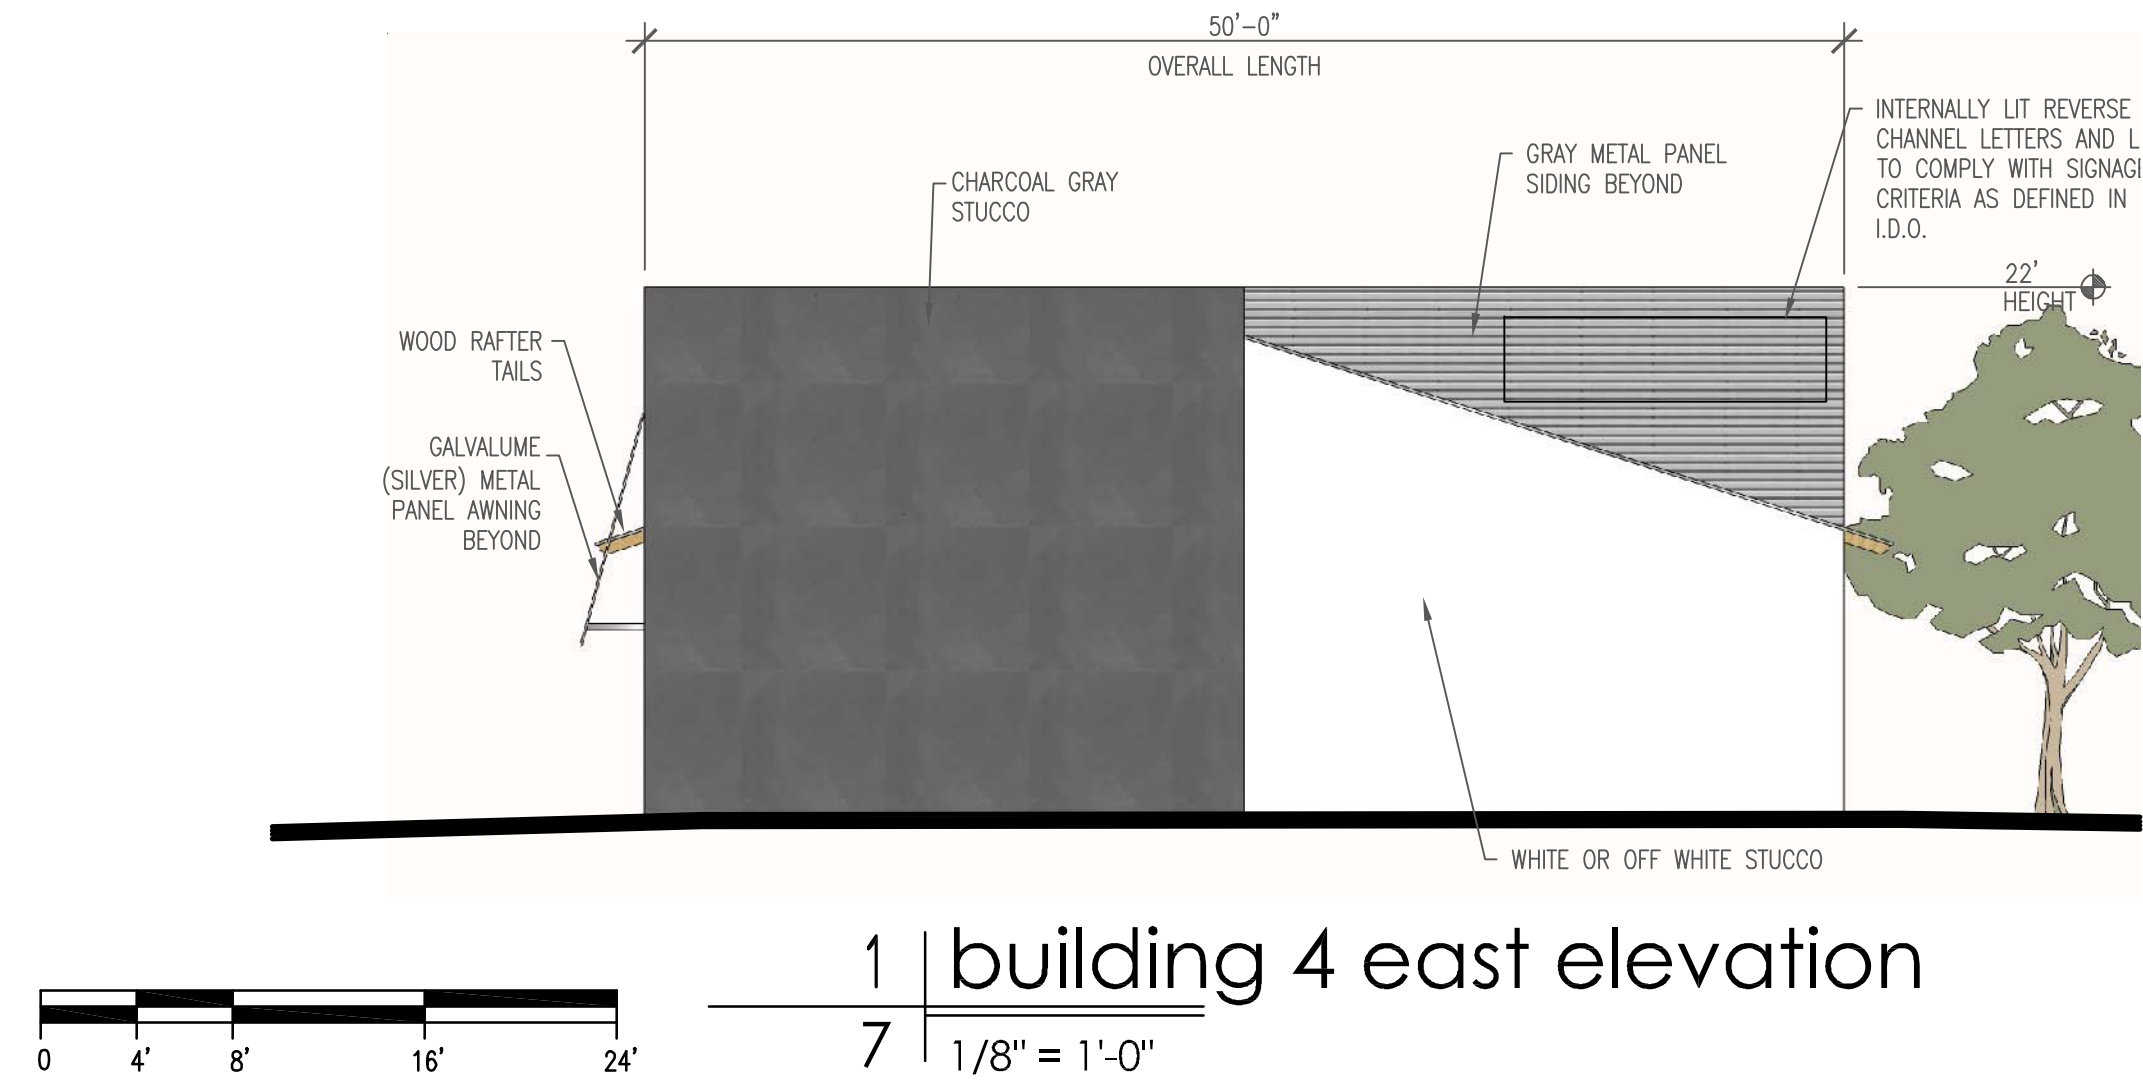 50'-0"
OVERALL LENGTH
INTERNALLY LIT REVERSE
CHANNEL LETTERS AND L
TO COMPLY WITH SIGNAGE
CRITERIA AS DEFINED IN
I.D.O.
GRAY METAL PANEL
SIDING BEYOND
CHARCOAL GRAY
STUCCO
22'
HEIGHT
WOOD RAFTER
TAILS
GALVALUME
(SILVER) METAL
PANEL AWNING
BEYOND
WHITE OR OFF WHITE STUCCO
1
building 4 east elevation
7
1/8" = 1'-0"
0 4' 8' 16' 24'